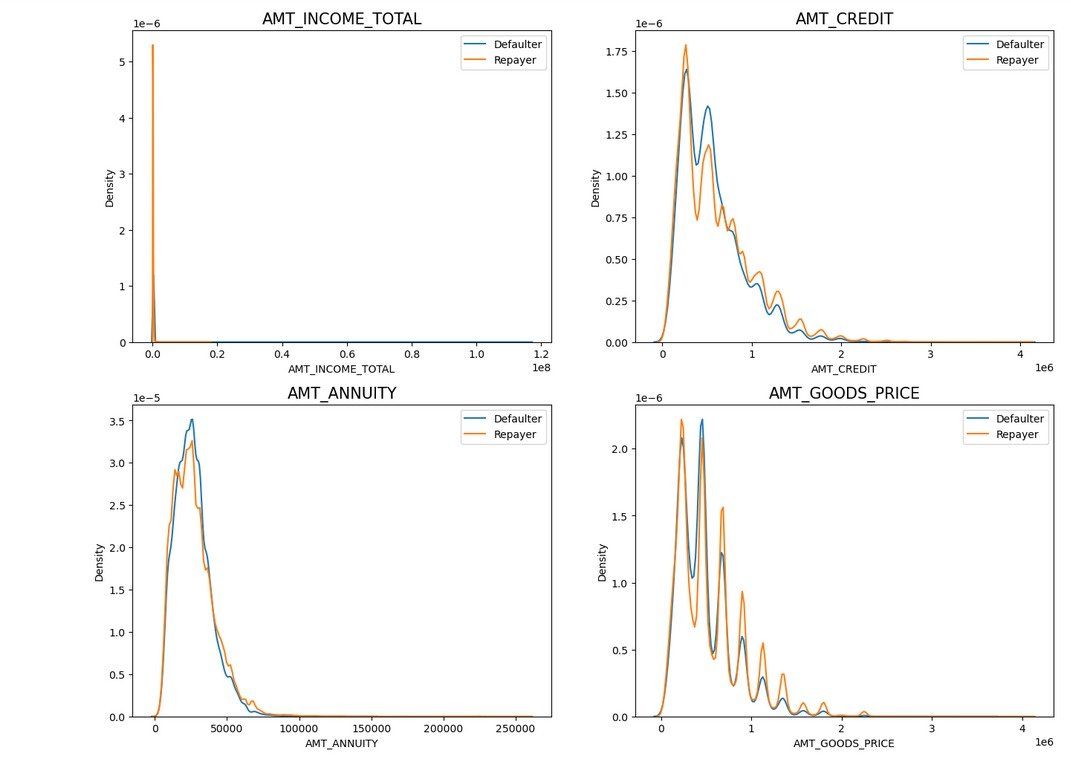 AMT_INCOME_TOTAL
1e−6
Defaulter
Repayer
5
4
3
2
1
0
Density
0.0 0.2 0.4 0.6 0.8 1.0 1.2
AMT_INCOME_TOTAL
1e8
AMT_CREDIT
1e−6
Defaulter
Repayer
1.75
1.50
1.25
1.00
0.75
0.50
0.25
0.00
Density
0 1 2 3 4
AMT_CREDIT
1e6
AMT_ANNUITY
1e−5
Defaulter
Repayer
3.5
3.0
2.5
2.0
1.5
1.0
0.5
0.0
Density
0 50000 100000 150000 200000 250000
AMT_ANNUITY
AMT_GOODS_PRICE
1e−6
Defaulter
Repayer
2.0
1.5
1.0
0.5
0.0
Density
0 1 2 3 4
AMT_GOODS_PRICE
1e6